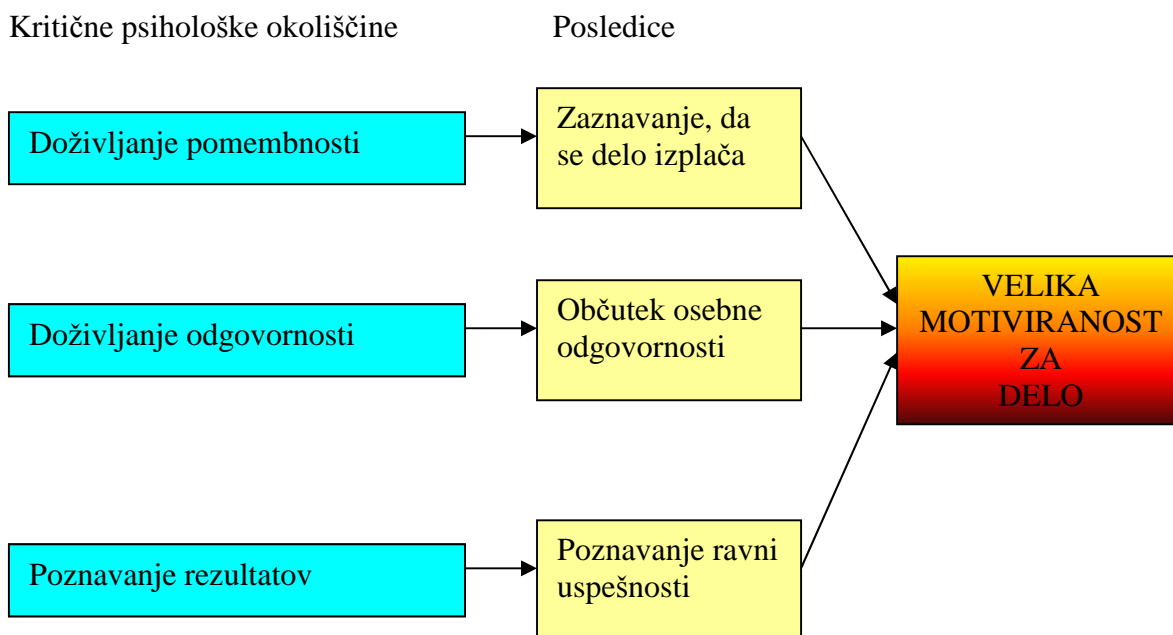 Kritične psihološke okoliščine
Posledice
Doživljanje pomembnosti
Zaznavanje, da
se delo izplača
Doživljanje odgovornosti
Občutek osebne
odgovornosti
Poznavanje rezultatov
Poznavanje ravni
uspešnosti
VELIKA
MOTIVIRANOST
ZA
DELO